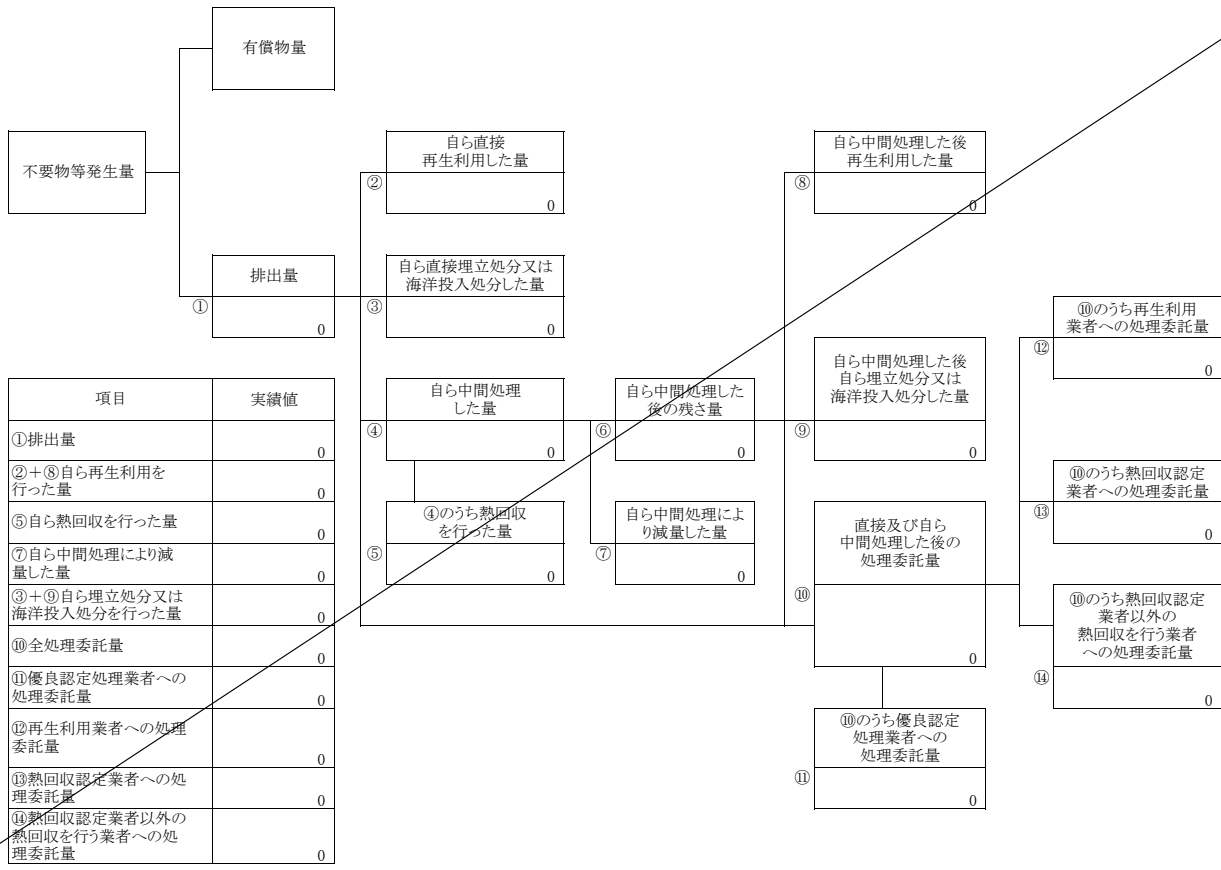 有償物量
不要物等発生量
排出量
①
0
自ら直接
再生利用した量
②
0
自ら直接埋立処分又は
海洋投入処分した量
③
0
自ら中間処理
した量
④
0
④のうち熱回収
を行った量
⑤
0
自ら中間処理した
後の残さ量
⑥
0
自ら中間処理によ
り減量した量
⑦
0
自ら中間処理した後
再生利用した量
⑧
0
自ら中間処理した後
自ら埋立処分又は
海洋投入処分した量
⑨
0
直接及び自ら
中間処理した後の
処理委託量
⑩
0
⑩のうち優良認定
処理業者への
処理委託量
⑪
0
⑩のうち再生利用
業者への処理委託量
⑫
0
⑩のうち熱回収認定
業者への処理委託量
⑬
0
⑩のうち熱回収認定
業者以外の
熱回収を行う業者
への処理委託量
⑭
0
項目 実績値
①排出量
0
②+⑧自ら再生利用を
行った量 0
⑤自ら熱回収を行った量
0
⑦自ら中間処理により減
量した量 0
③+⑨自ら埋立処分又は
海洋投入処分を行った量 0
⑩全処理委託量
0
⑪優良認定処理業者への
処理委託量 0
⑫再生利用業者への処理
委託量
0
⑬熱回収認定業者への処
理委託量 0
⑭熱回収認定業者以外の
熱回収を行う業者への処
理委託量 0